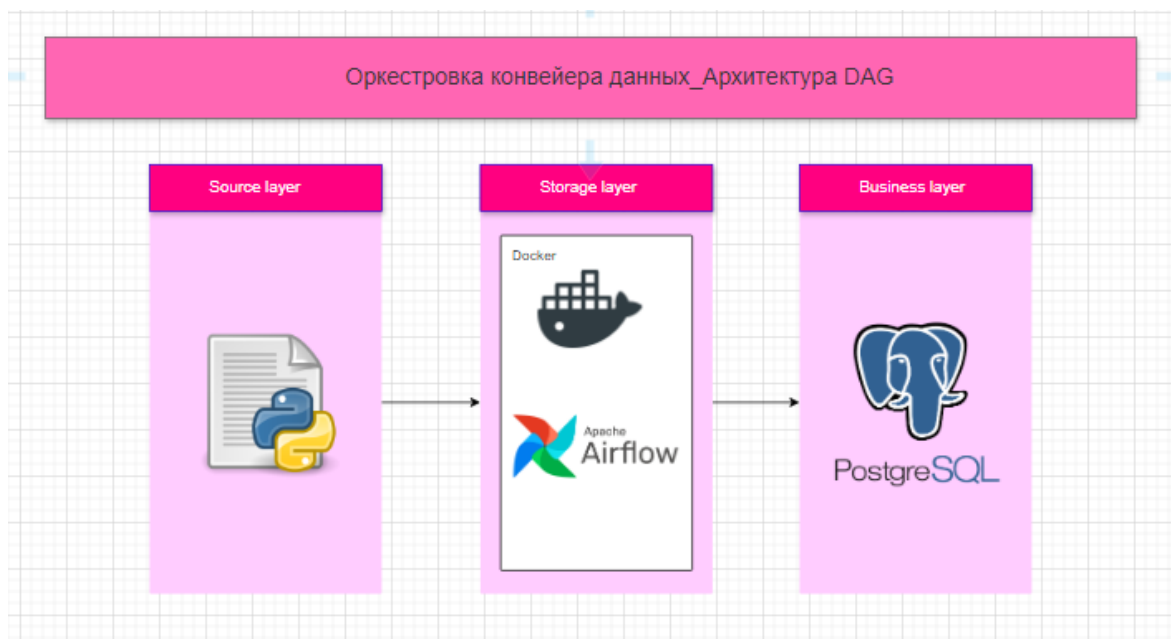 Оркестровка конвейера данных_Архитектура DAG
Source layer
Storage layer
Business layer
Docker
Apache
Airflow
PostgreSQL